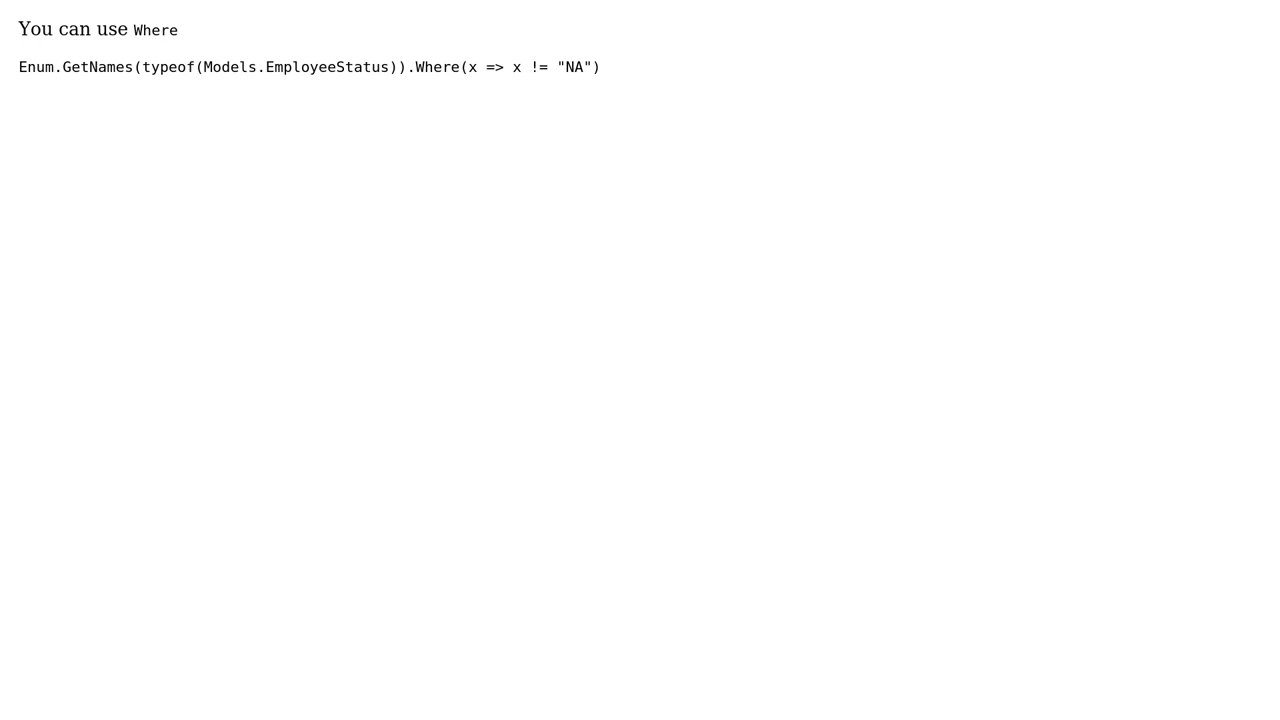 You can use Where
Enum.GetNames(typeof(Models.EmployeeStatus)).Where(x => x != "NA")